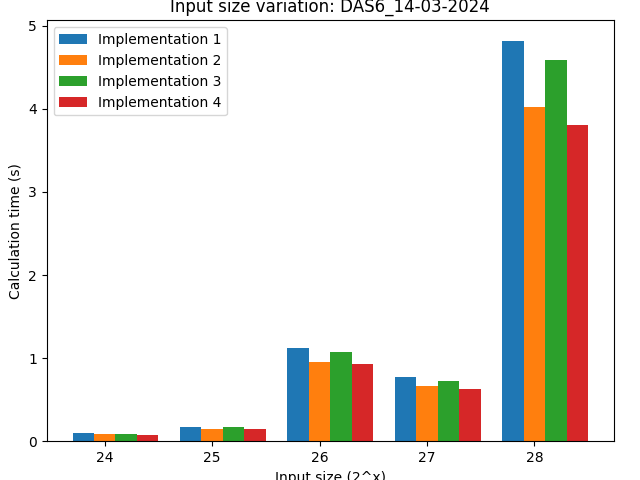 Input size variation: DAS6_14-03-2024
Implementation 1
Implementation 2
Implementation 3
Implementation 4
Calculation time (s)
5
4
3
2
1
0
24 25 26 27 28
Input size (2^x)